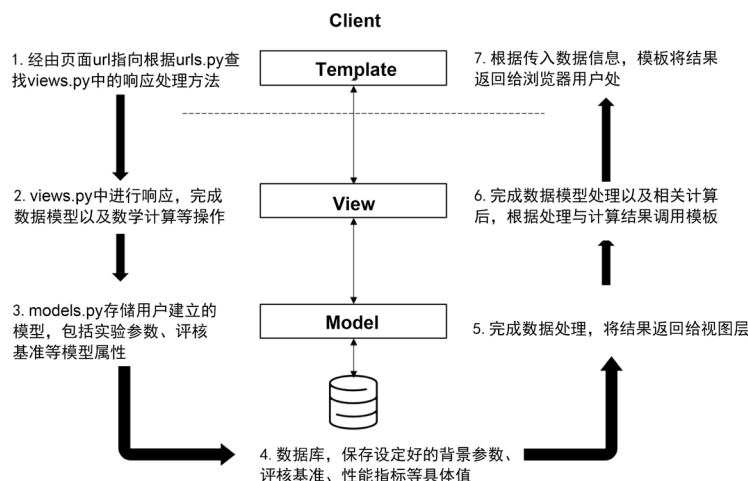 Client
1. 经由页面url指向根据urls.py查
找views.py中的响应处理方法
Template
7. 根据传入数据信息，模板将结果
返回给浏览器用户处
2. views.py中进行响应，完成
数据模型以及数学计算等操作
View
6. 完成数据模型处理以及相关计算
后，根据处理与计算结果调用模板
3. models.py存储用户建立的
模型，包括实验参数、评核
基准等模型属性
Model
5. 完成数据处理，将结果返回给视图层
4. 数据库，保存设定好的背景参数、
评核基准、性能指标等具体值